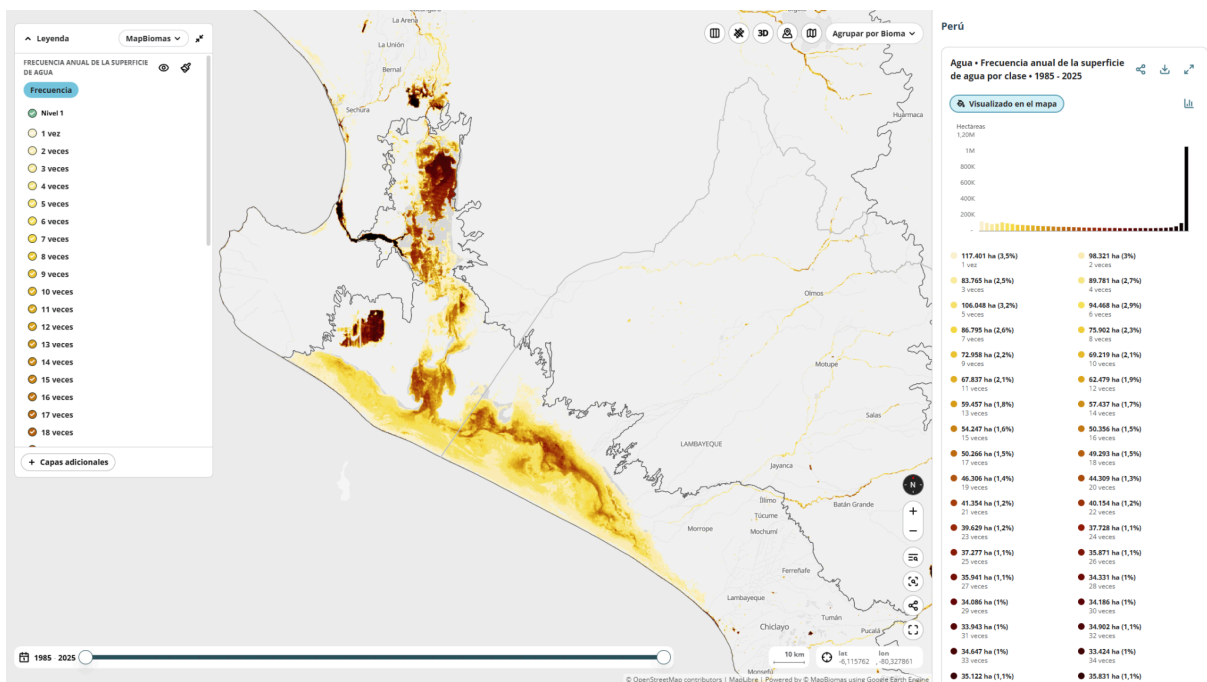 Leyenda
MapBiomas
FRECUENCIA ANUAL DE LA SUPERFICIE
DE AGUA
Frecuencia
Nivel 1
1 vez
2 veces
3 veces
4 veces
5 veces
6 veces
7 veces
8 veces
9 veces
10 veces
11 veces
12 veces
13 veces
14 veces
15 veces
16 veces
17 veces
18 veces
+ Capas adicionales
La Arena
La Unión
Bernal
Sechura
Huarmaca
Olmos
Motupe
Salas
LAMBAYEQUE
Jayanca
Íllimo
Batán Grande
Túcume
Morrope
Mochumí
Ferreñafe
Lambayeque
Tumán
Chiclayo
Pucalá
Monsefú
3D
Agrupar por Bioma
N
+
−
1985 - 2025
10 km
lat
-6,115762
lon
, -80,327861
© OpenStreetMap contributors | MapLibre | Powered by © MapBiomas using Google Earth Engine
Perú
Agua • Frecuencia anual de la superficie
de agua por clase • 1985 - 2025
Visualizado en el mapa
Hectáreas
1,20M
1M
800K
600K
400K
200K
-
117.401 ha (3,5%)
1 vez
98.321 ha (3%)
2 veces
83.765 ha (2,5%)
3 veces
89.781 ha (2,7%)
4 veces
106.048 ha (3,2%)
5 veces
94.468 ha (2,9%)
6 veces
86.795 ha (2,6%)
7 veces
75.902 ha (2,3%)
8 veces
72.958 ha (2,2%)
9 veces
69.219 ha (2,1%)
10 veces
67.837 ha (2,1%)
11 veces
62.479 ha (1,9%)
12 veces
59.457 ha (1,8%)
13 veces
57.437 ha (1,7%)
14 veces
54.247 ha (1,6%)
15 veces
50.356 ha (1,5%)
16 veces
50.266 ha (1,5%)
17 veces
49.293 ha (1,5%)
18 veces
46.306 ha (1,4%)
19 veces
44.309 ha (1,3%)
20 veces
41.354 ha (1,2%)
21 veces
40.154 ha (1,2%)
22 veces
39.629 ha (1,2%)
23 veces
37.728 ha (1,1%)
24 veces
37.277 ha (1,1%)
25 veces
35.871 ha (1,1%)
26 veces
35.941 ha (1,1%)
27 veces
34.331 ha (1%)
28 veces
34.086 ha (1%)
29 veces
34.186 ha (1%)
30 veces
33.943 ha (1%)
31 veces
34.902 ha (1,1%)
32 veces
34.647 ha (1%)
33 veces
33.424 ha (1%)
34 veces
35.122 ha (1,1%)
35.831 ha (1,1%)